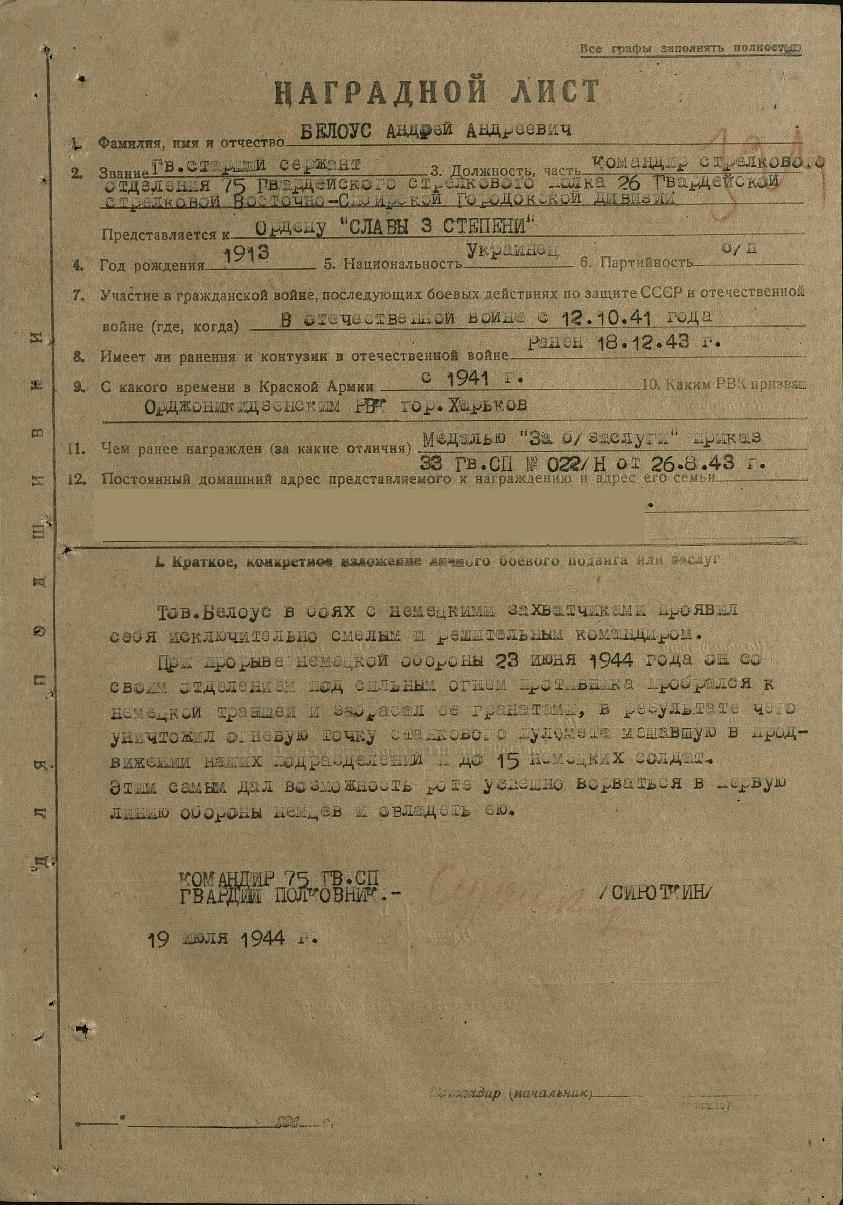 Все графы заполнять полностью
НАГРАДНОЙ ЛИСТ
1. Фамилия, имя и отчество БЕЛОУС Андрей Андреевич
2. Звание Гв.старший сержант 3. Должность, часть Командир стрелкового
отделения 75 Гвардейского стрелкового полка 26 Гвардейской
стрелковой Восточно-Сибирской Городокской дивизии
Представляется к Ордену "СЛАВЫ 3 СТЕПЕНИ"
4. Год рождения 1913 5. Национальность Украинец 6. Партийность б/п
7. Участие в гражданской войне, последующих боевых действиях по защите СССР и отечественной
войне (где, когда) В отечественной войне с 12.10.41 года
8. Имеет ли ранения и контузии в отечественной войне Ранен 18.12.43 г.
9. С какого времени в Красной Армии с 1941 г. 10. Каким РВК призван
Орджоникидзенским РВК гор.Харьков
11. Чем ранее награжден (за какие отличия) Медалью "За б/заслуги" приказ
33 Гв.СП № 022/Н от 26.8.43 г.
12. Постоянный домашний адрес представляемого к награждению и адрес его семьи
I. Краткое, конкретное изложение личного боевого подвига или заслуг
Тов.Белоус в боях с немецкими захватчиками проявил
себя исключительно смелым и решительным командиром.
При прорыве немецкой обороны 23 июня 1944 года он со
своим отделением под сильным огнем противника пробрался к
немецкой траншеи и забрасал ее гранатами, в результате чего
уничтожил огневую точку станкового пулемета мешавшую в прод-
вижении наших подразделений и до 15 немецких солдат.
Этим самым дал возможность роте успешно ворваться в первую
линию обороны немцев и овладеть ею.
КОМАНДИР 75 ГВ.СП
ГВАРДИИ ПОЛКОВНИК.- /СИРОТКИН/
19 июля 1944 г.
Командир (начальник)
ДЛЯ ПОДШИВКИ